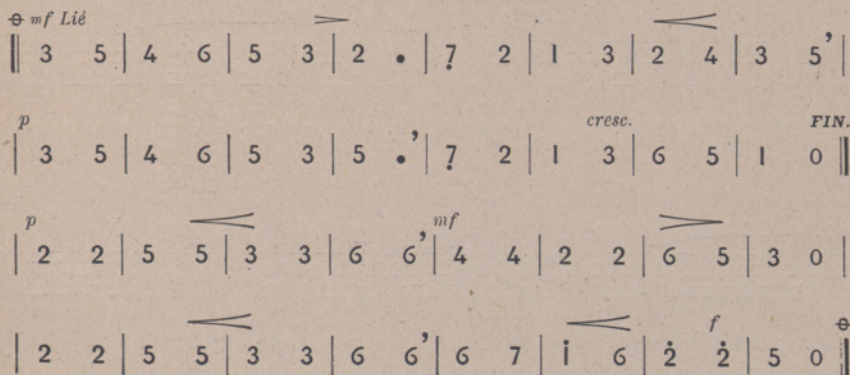 𝄌 mf Lié
‖ 3 5 | 4 6 | 5 3 | 2 • | 7̣ 2 | 1 3 | 2 4 | 3 5’ |
p cresc. FIN.
| 3 5 | 4 6 | 5 3 | 5 •’ | 7̣ 2 | 1 3 | 6 5 | 1 0 ‖
p mf
| 2 2 | 5 5 | 3 3 | 6 6’ | 4 4 | 2 2 | 6 5 | 3 0 |
f 𝄌
| 2 2 | 5 5 | 3 3 | 6 6’ | 6 7 | 1̇ 6 | 2̇ 2̇ | 5 0 ‖